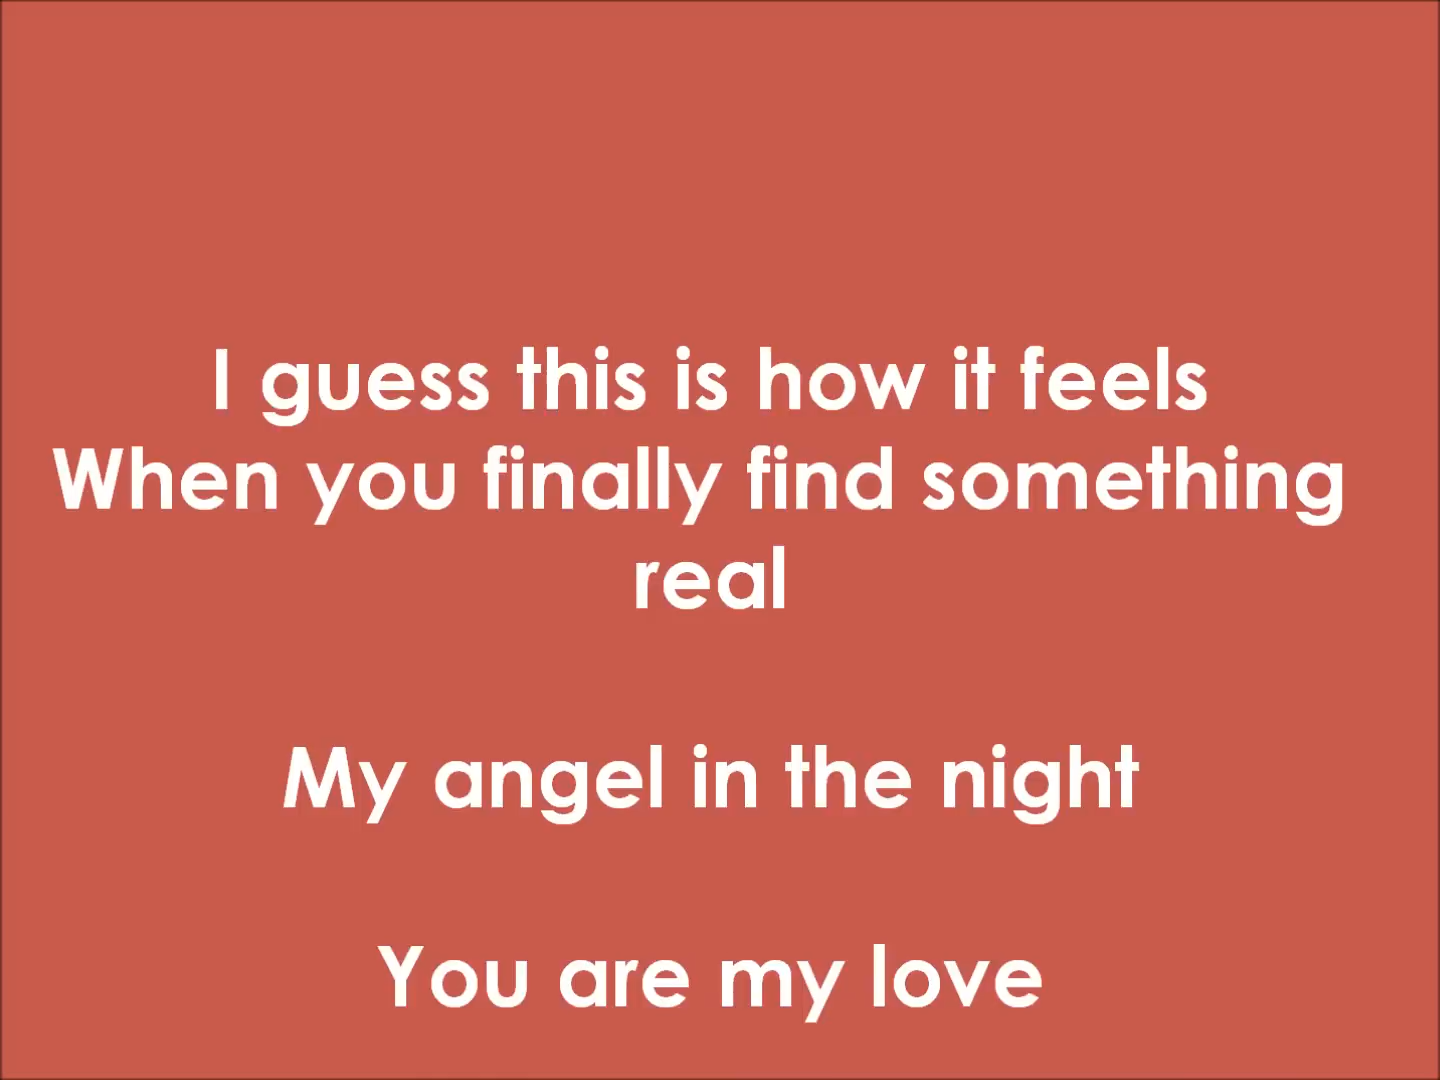 I guess this is how it feels
When you finally find something
real
My angel in the night
You are my love